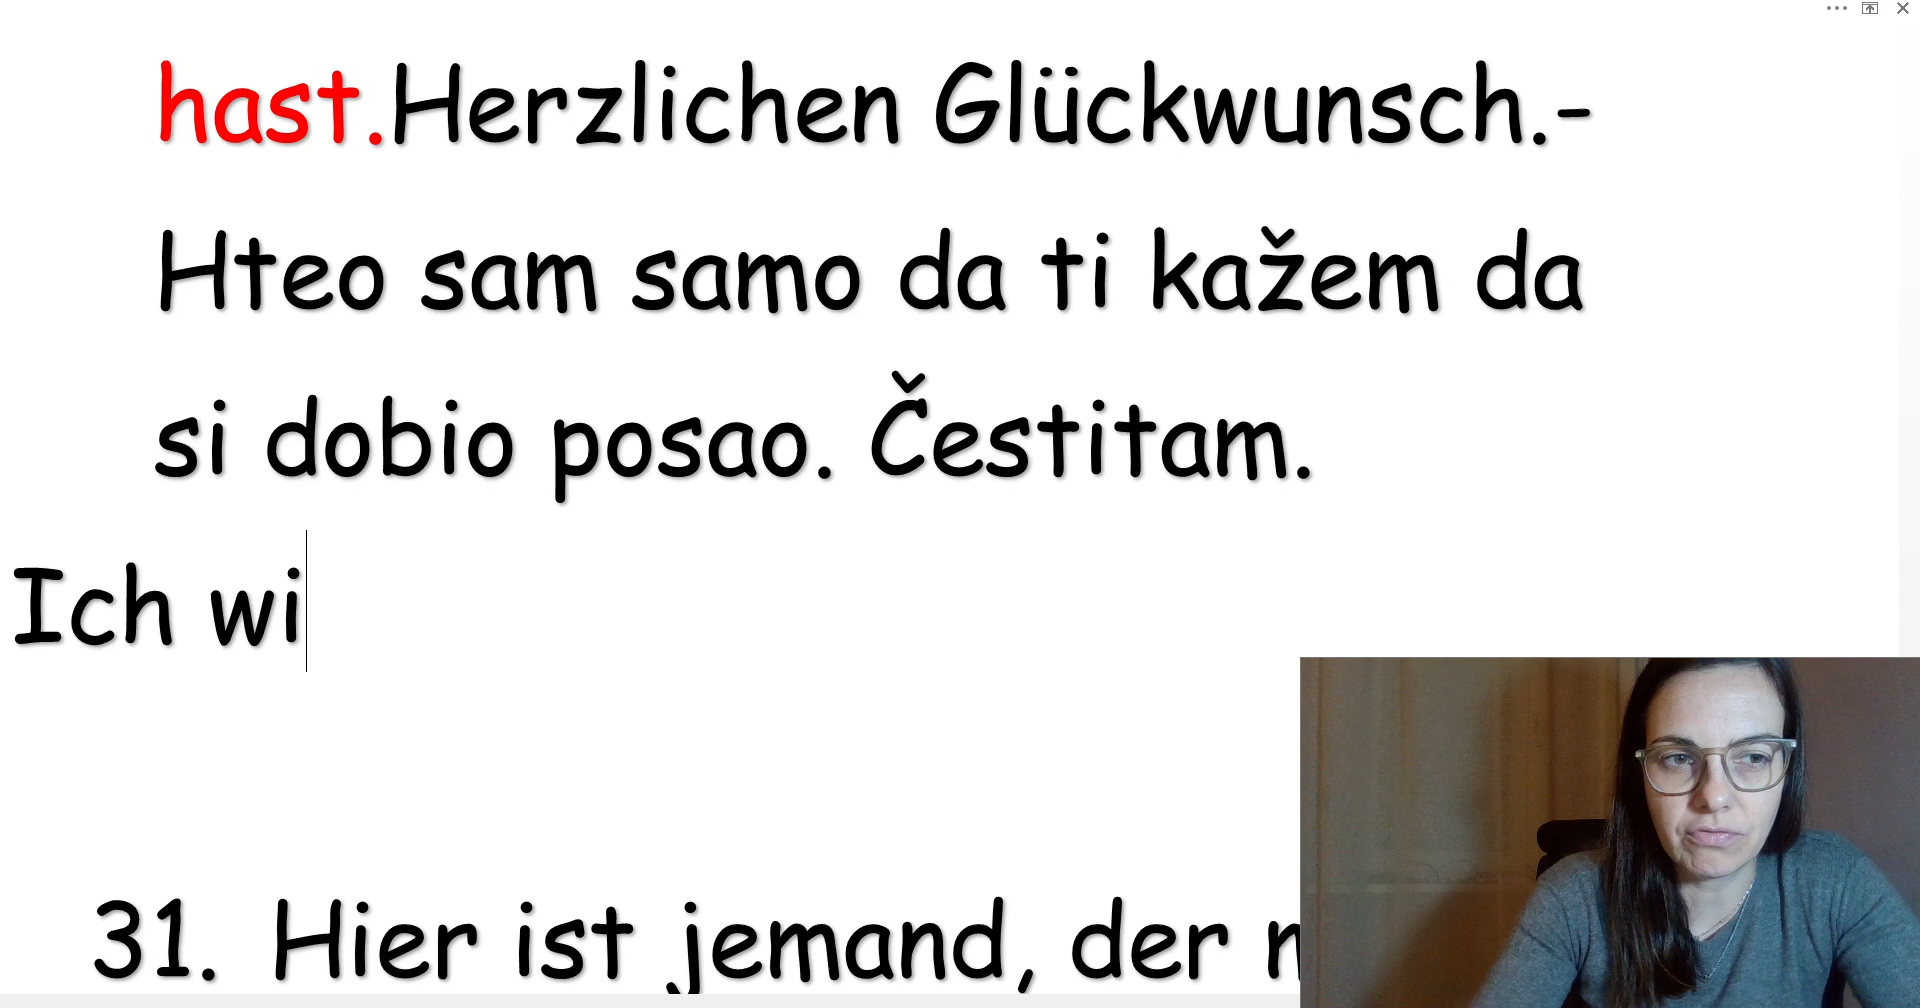 hast.Herzlichen Glückwunsch.-
Hteo sam samo da ti kažem da
si dobio posao. Čestitam.
Ich wi
31. Hier ist jemand, der